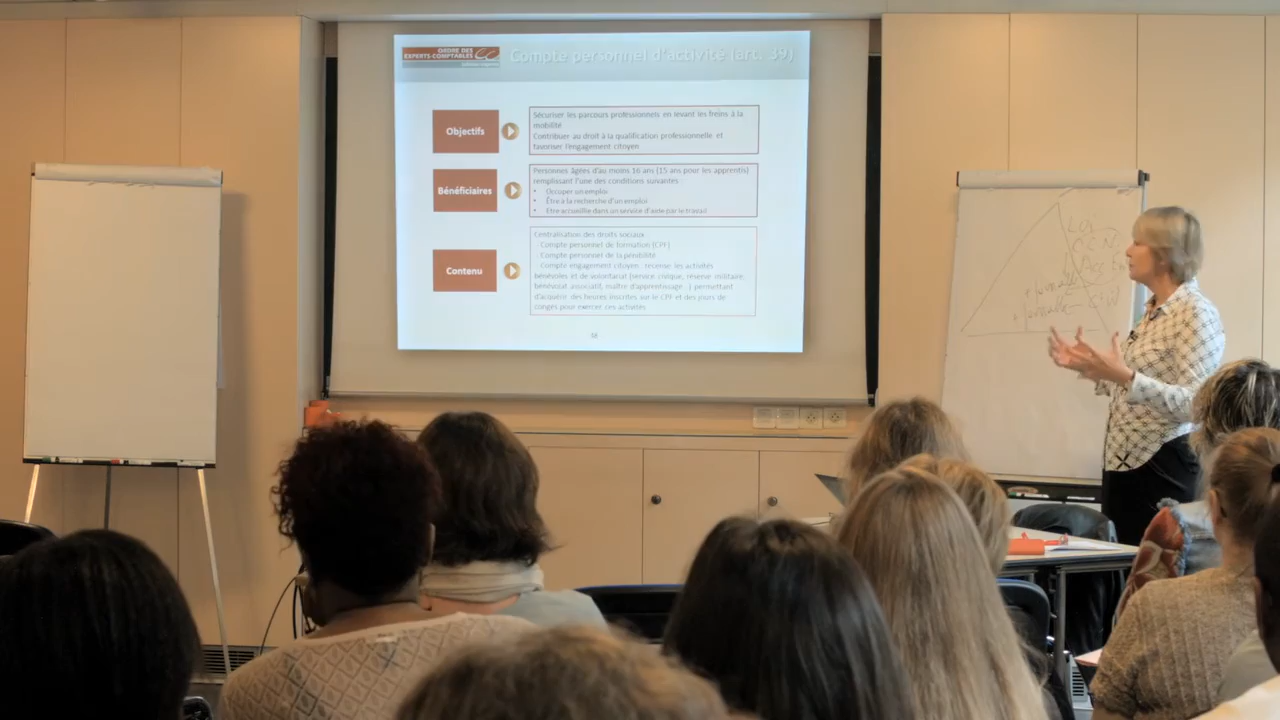 ORDRE DES
EXPERTS-COMPTABLES
Compte personnel d'activité (art. 39)
Objectifs
Sécuriser les parcours professionnels en levant les freins à la
mobilité
Contribuer au droit à la qualification professionnelle et
favoriser l'engagement citoyen
Bénéficiaires
Personnes âgées d'au moins 16 ans (15 ans pour les apprentis)
remplissant l'une des conditions suivantes:
• Occuper un emploi
• Être à la recherche d'un emploi
• Etre accueillie dans un service d'aide par le travail
Contenu
Centralisation des droits sociaux
Compte personnel de formation (CPF)
Compte personnel de la pénibilité
Compte engagement citoyen : recense les activités
bénévoles et de volontariat (service civique, réserve militaire,
bénévolat associatif, maître d'apprentissage...) permettant
d'acquérir des heures inscrites sur le CPF et des jours de
congés pour exercer ces activités
48
LOI
CCN